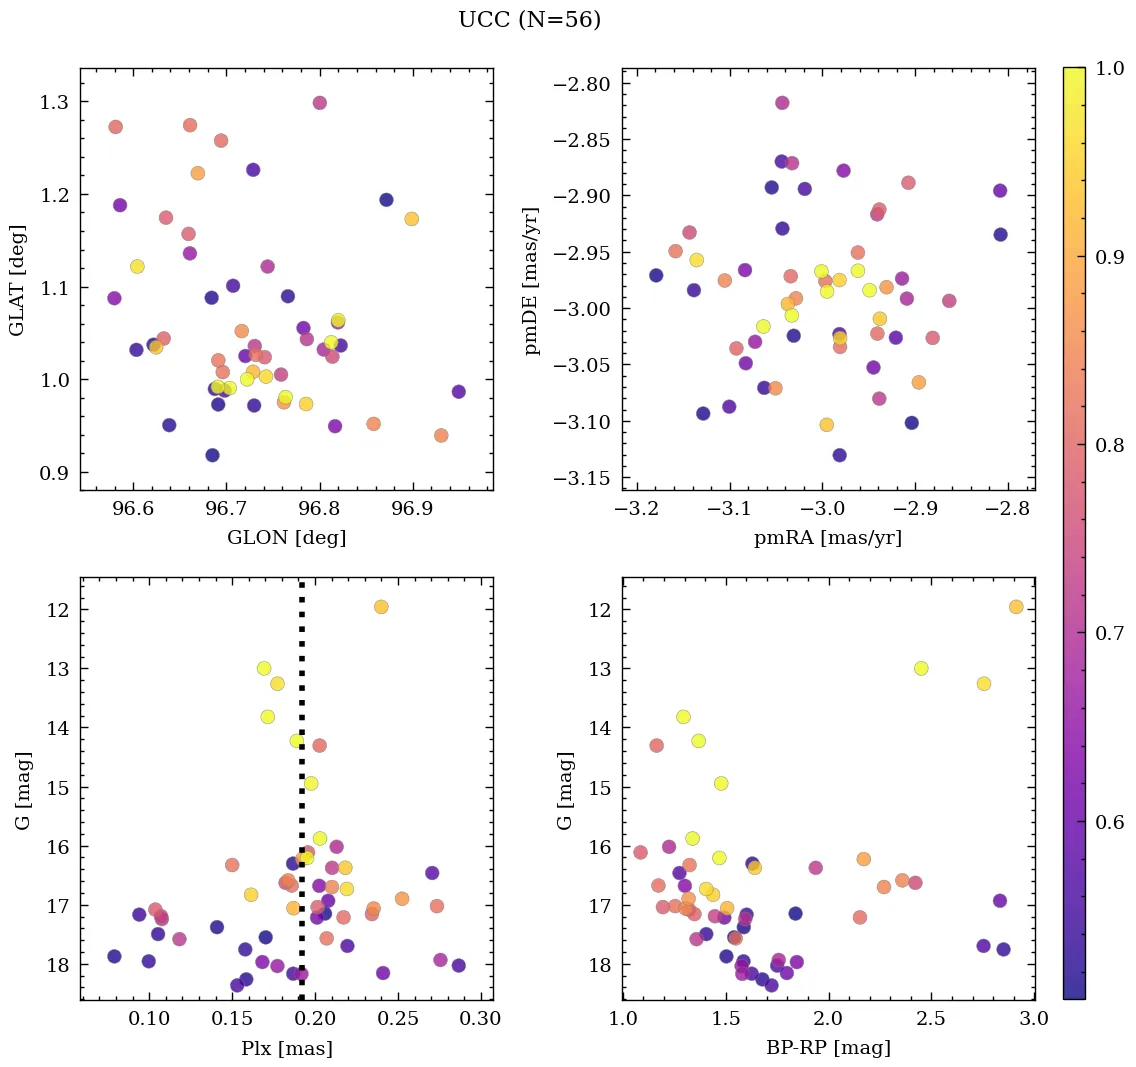 UCC (N=56)
1.3
1.2
1.1
1.0
0.9
GLAT [deg]
96.6 96.7 96.8 96.9
GLON [deg]
−2.80
−2.85
−2.90
−2.95
−3.00
−3.05
−3.10
−3.15
pmDE [mas/yr]
−3.2 −3.1 −3.0 −2.9 −2.8
pmRA [mas/yr]
12
13
14
15
16
17
18
G [mag]
0.10 0.15 0.20 0.25 0.30
Plx [mas]
12
13
14
15
16
17
18
G [mag]
1.0 1.5 2.0 2.5 3.0
BP-RP [mag]
1.0
0.9
0.8
0.7
0.6